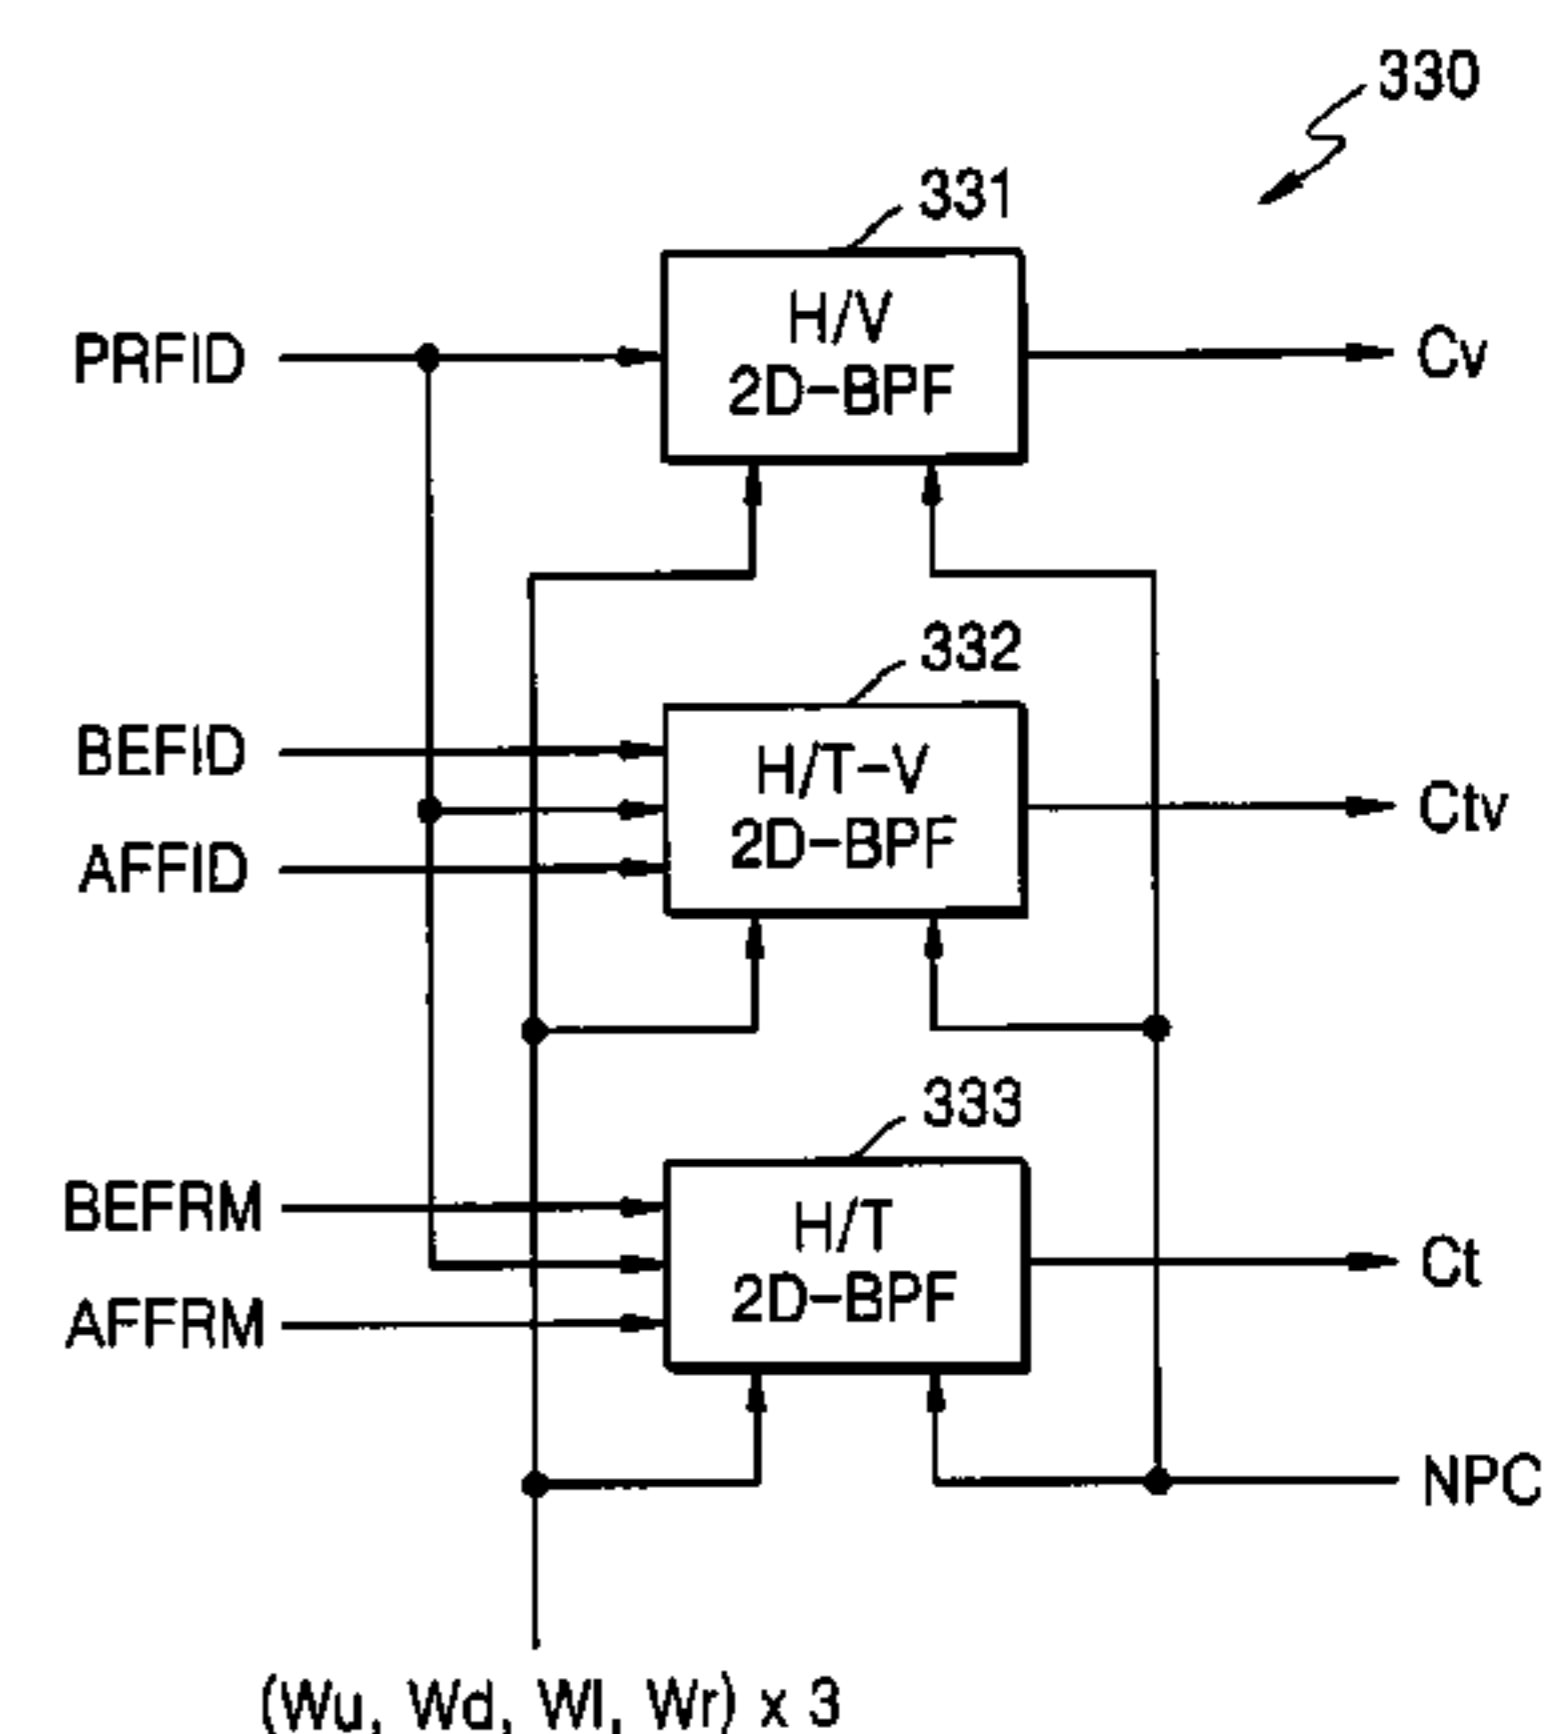 330
331
PRFID
H/V
2D-BPF
Cv
332
BEFID
H/T-V
2D-BPF
AFFID
Ctv
333
BEFRM
H/T
2D-BPF
AFFRM
Ct
NPC
(Wu, Wd, Wl, Wr) x 3